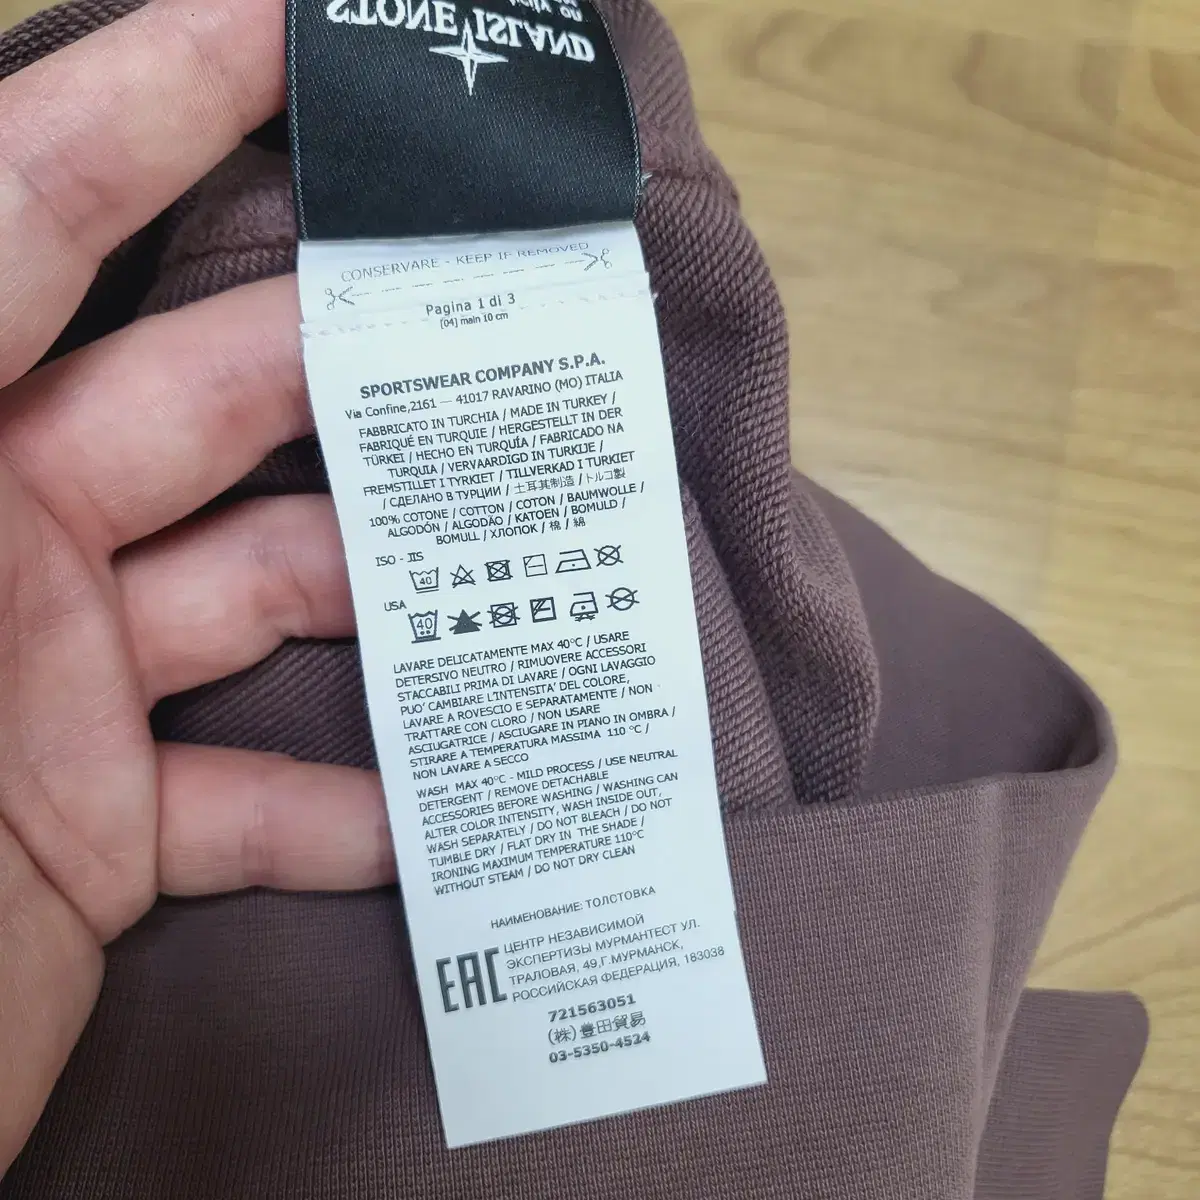 STONE ISLAND
CONSERVARE - KEEP IF REMOVED
Pagina 1 di 3
[04] main 10 cm
SPORTSWEAR COMPANY S.P.A.
Via Confine,2161 — 41017 RAVARINO (MO) ITALIA
FABBRICATO IN TURCHIA / MADE IN TURKEY /
FABRIQUÉ EN TURQUIE / HERGESTELLT IN DER
TÜRKEI / HECHO EN TURQUÍA / FABRICADO NA
TURQUIA / VERVAARDIGD IN TURKIJE /
FREMSTILLET I TYRKIET / TILLVERKAD I TURKIET
/ СДЕЛАНО В ТУРЦИИ / 土耳其制造 / トルコ製
100% COTONE / COTTON / COTON / BAUMWOLLE /
ALGODÓN / ALGODÃO / KATOEN / BOMULD /
BOMULL / ХЛОПОК / 棉 / 綿
ISO - JIS
40
USA
40
LAVARE DELICATAMENTE MAX 40°C / USARE
DETERSIVO NEUTRO / RIMUOVERE ACCESSORI
STACCABILI PRIMA DI LAVARE / OGNI LAVAGGIO
PUO' CAMBIARE L'INTENSITA' DEL COLORE,
LAVARE A ROVESCIO E SEPARATAMENTE / NON
TRATTARE CON CLORO / NON USARE
ASCIUGATRICE / ASCIUGARE IN PIANO IN OMBRA /
STIRARE A TEMPERATURA MASSIMA 110 °C /
NON LAVARE A SECCO
WASH MAX 40°C - MILD PROCESS / USE NEUTRAL
DETERGENT / REMOVE DETACHABLE
ACCESSORIES BEFORE WASHING / WASHING CAN
ALTER COLOR INTENSITY, WASH INSIDE OUT,
WASH SEPARATELY / DO NOT BLEACH / DO NOT
TUMBLE DRY / FLAT DRY IN THE SHADE /
IRONING MAXIMUM TEMPERATURE 110°C
WITHOUT STEAM / DO NOT DRY CLEAN
НАИМЕНОВАНИЕ: ТОЛСТОВКА
EAC
ЦЕНТР НЕЗАВИСИМОЙ
ЭКСПЕРТИЗЫ МУРМАНТЕСТ УЛ.
ТРАЛОВАЯ, 49,Г.МУРМАНСК,
РОССИЙСКАЯ ФЕДЕРАЦИЯ, 183038
721563051
(株)豊田貿易
03-5350-4524